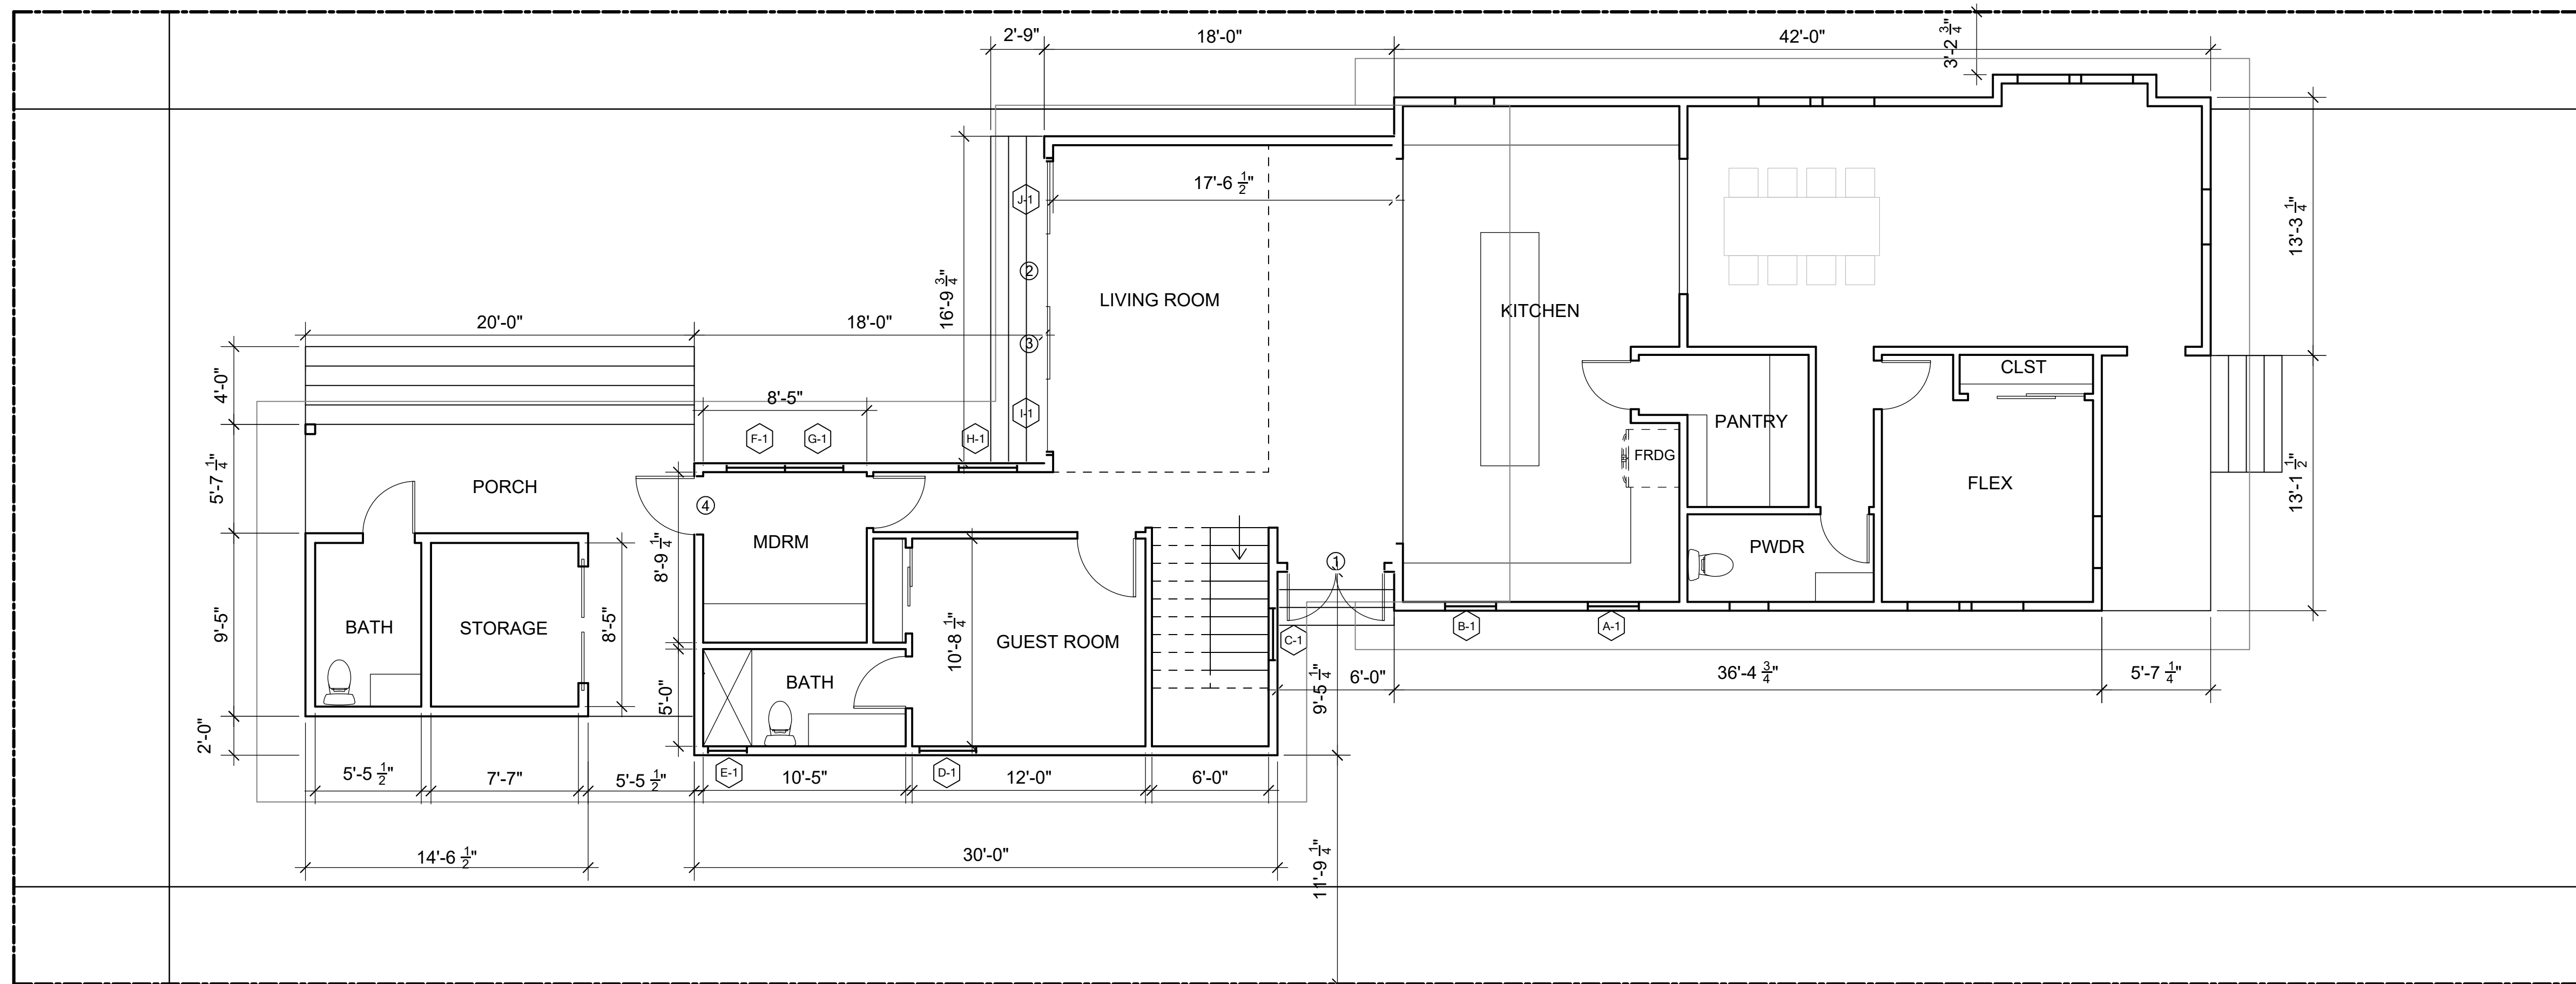 2'-9"
18'-0"
42'-0"
3'-2 3/4"
17'-6 1/2"
J-1
13'-3 1/4"
2
LIVING ROOM
16'-9 3/4"
KITCHEN
20'-0"
18'-0"
3
CLST
4'-0"
8'-5"
I-1
PANTRY
F-1
G-1
H-1
FRDG
5'-7 1/4"
PORCH
FLEX
13'-1 1/2"
4
MDRM
PWDR
8'-9 1/4"
1
BATH
STORAGE
9'-5"
8'-5"
10'-8 1/4"
GUEST ROOM
C-1
B-1
A-1
BATH
5'-0"
9'-5 1/4"
6'-0"
36'-4 3/4"
5'-7 1/4"
2'-0"
5'-5 1/2"
7'-7"
5'-5 1/2"
E-1
10'-5"
D-1
12'-0"
6'-0"
14'-6 1/2"
30'-0"
11'-9 1/4"